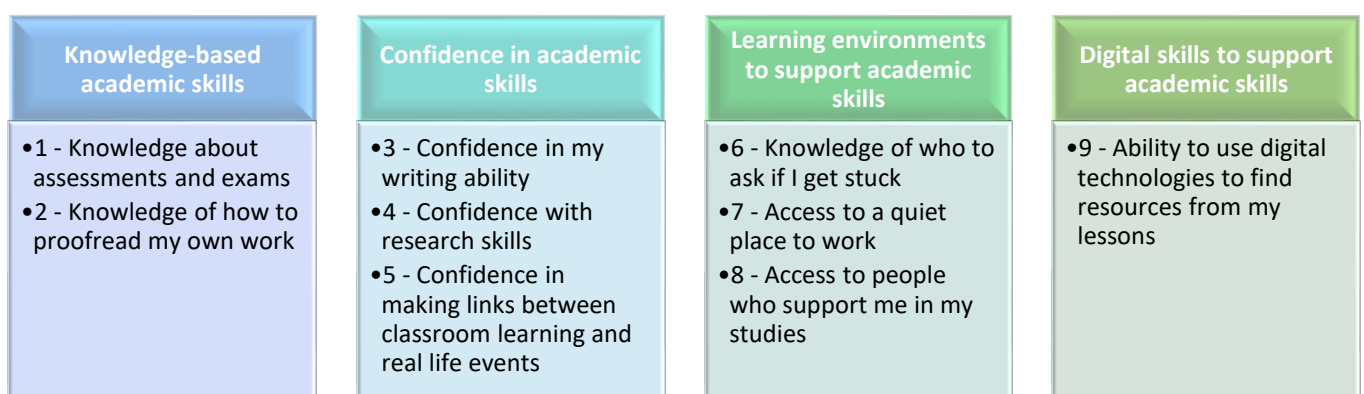 Knowledge-based
academic skills
•1 - Knowledge about
assessments and exams
•2 - Knowledge of how to
proofread my own work
Confidence in academic
skills
•3 - Confidence in my
writing ability
•4 - Confidence with
research skills
•5 - Confidence in
making links between
classroom learning and
real life events
Learning environments
to support academic
skills
•6 - Knowledge of who to
ask if I get stuck
•7 - Access to a quiet
place to work
•8 - Access to people
who support me in my
studies
Digital skills to support
academic skills
•9 - Ability to use digital
technologies to find
resources from my
lessons